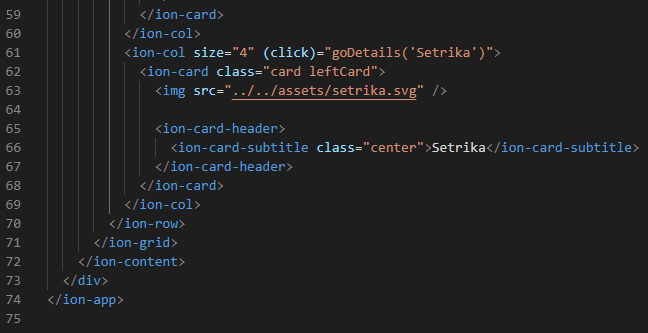 59 </ion-card>
60 </ion-col>
61 <ion-col size="4" (click)="goDetails('Setrika')">
62 <ion-card class="card leftCard">
63 <img src="../../assets/setrika.svg" />
64
65 <ion-card-header>
66 <ion-card-subtitle class="center">Setrika</ion-card-subtitle>
67 </ion-card-header>
68 </ion-card>
69 </ion-col>
70 </ion-row>
71 </ion-grid>
72 </ion-content>
73 </div>
74 </ion-app>
75